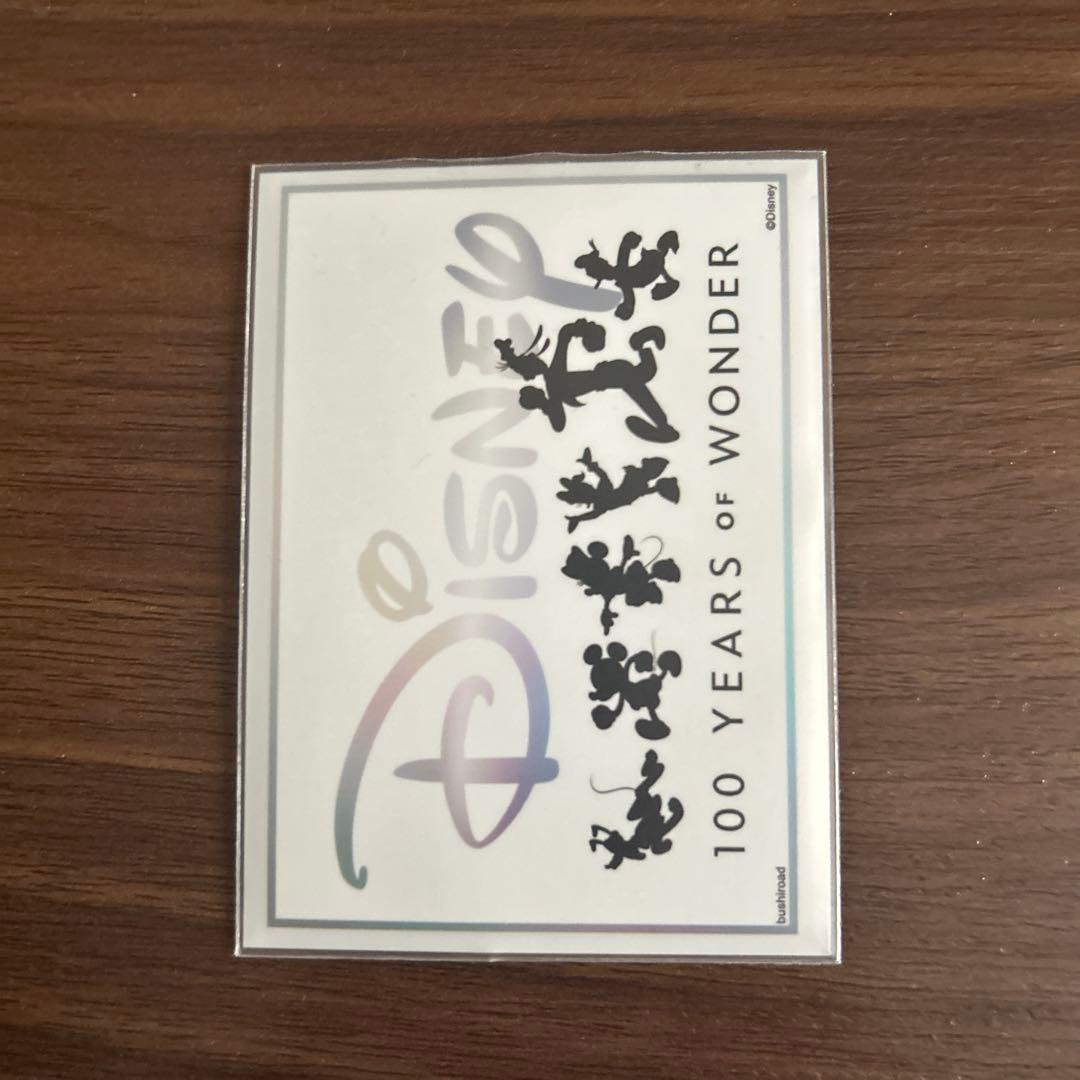 Disney
100 YEARS OF WONDER
bushiroad
©Disney